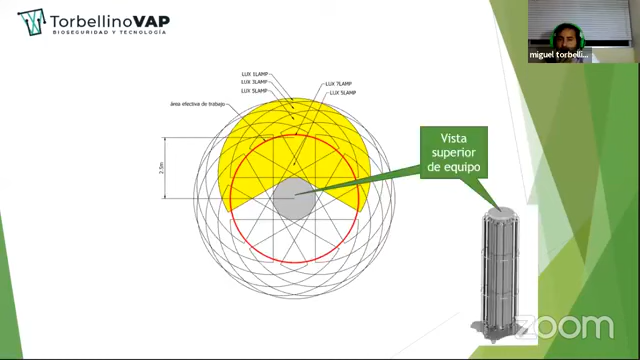 TorbellinoVAP
BIOSEGURIDAD Y TECNOLOGÍA
miguel torbelli...
LUX 1LAMP
LUX 3LAMP
LUX 5LAMP
LUX 7LAMP
LUX 5LAMP
área efectiva de trabajo
2.5m
Vista
superior
de equipo
zoom